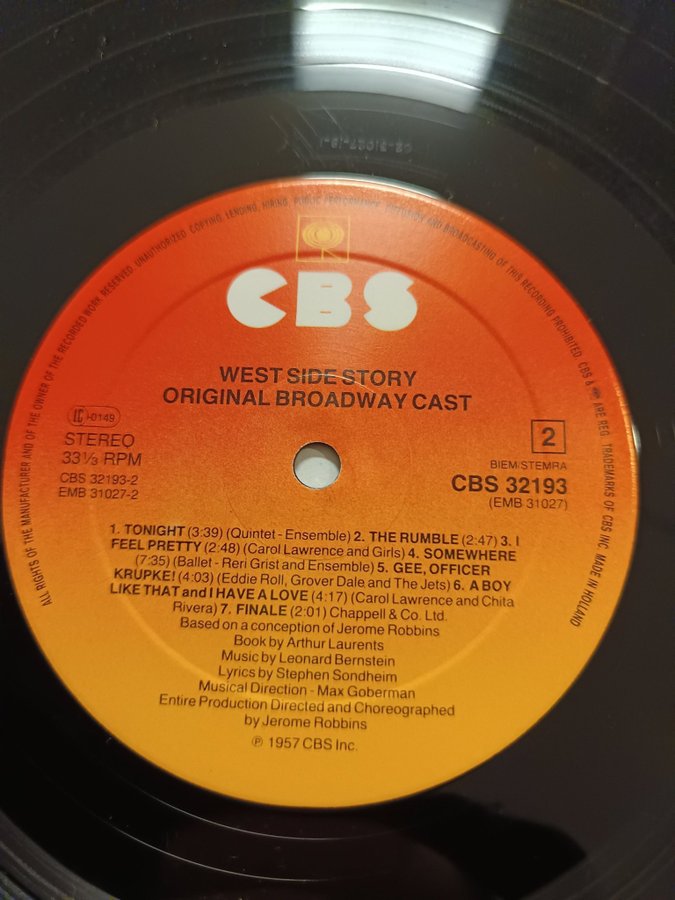 ALL RIGHTS OF THE MANUFACTURER AND OF THE OWNER OF THE RECORDED WORK RESERVED. UNAUTHORIZED COPYING, LENDING, HIRING, PUBLIC PERFORMANCE, DIFFUSION AND BROADCASTING OF THIS RECORDING PROHIBITED. CBS & ARE REG. TRADEMARKS OF CBS INC. MADE IN HOLLAND
CBS
WEST SIDE STORY
ORIGINAL BROADWAY CAST
LC -0149
STEREO
33⅓ RPM
CBS 32193-2
EMB 31027-2
2
BIEM/STEMRA
CBS 32193
(EMB 31027)
1. TONIGHT (3:39) (Quintet - Ensemble) 2. THE RUMBLE (2:47) 3. I
FEEL PRETTY (2:48) (Carol Lawrence and Girls) 4. SOMEWHERE
(7:35) (Ballet - Reri Grist and Ensemble) 5. GEE, OFFICER
KRUPKE! (4:03) (Eddie Roll, Grover Dale and The Jets) 6. A BOY
LIKE THAT and I HAVE A LOVE (4:17) (Carol Lawrence and Chita
Rivera) 7. FINALE (2:01) Chappell & Co. Ltd.
Based on a conception of Jerome Robbins
Book by Arthur Laurents
Music by Leonard Bernstein
Lyrics by Stephen Sondheim
Musical Direction - Max Goberman
Entire Production Directed and Choreographed
by Jerome Robbins
℗ 1957 CBS Inc.